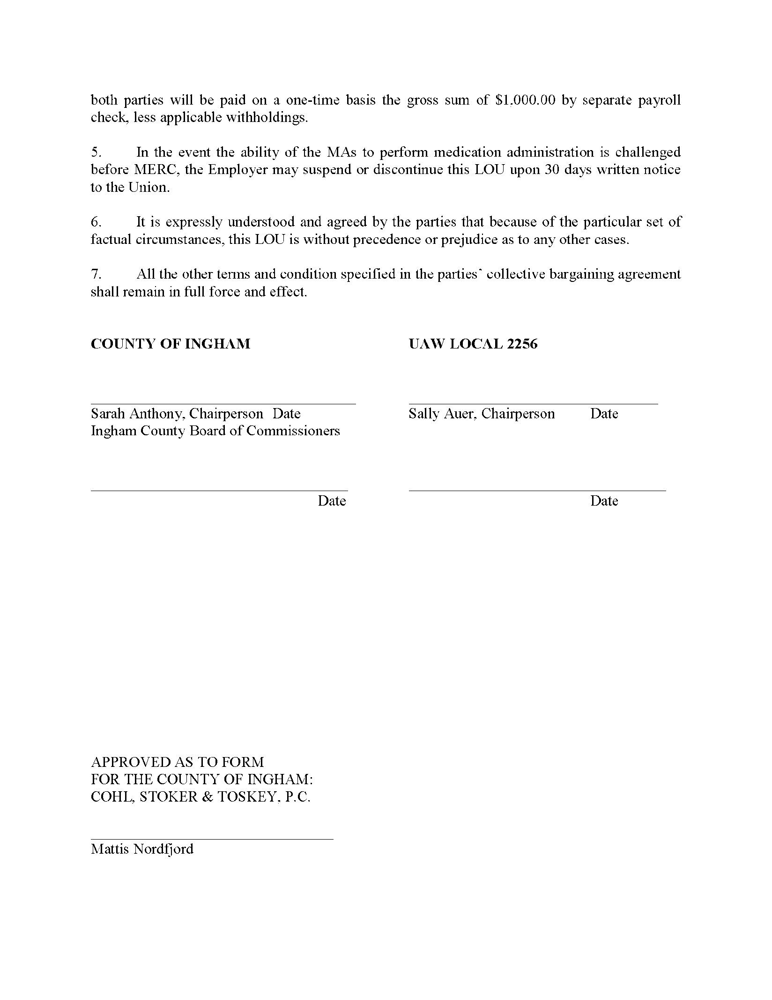 both parties will be paid on a one-time basis the gross sum of $1,000.00 by separate payroll
check, less applicable withholdings.
5. In the event the ability of the MAs to perform medication administration is challenged
before MERC, the Employer may suspend or discontinue this LOU upon 30 days written notice
to the Union.
6. It is expressly understood and agreed by the parties that because of the particular set of
factual circumstances, this LOU is without precedence or prejudice as to any other cases.
7. All the other terms and condition specified in the parties' collective bargaining agreement
shall remain in full force and effect.
COUNTY OF INGHAM UAW LOCAL 2256
Sarah Anthony, Chairperson Date Sally Auer, Chairperson Date
Ingham County Board of Commissioners
Date Date
APPROVED AS TO FORM
FOR THE COUNTY OF INGHAM:
COHL, STOKER & TOSKEY, P.C.
Mattis Nordfjord